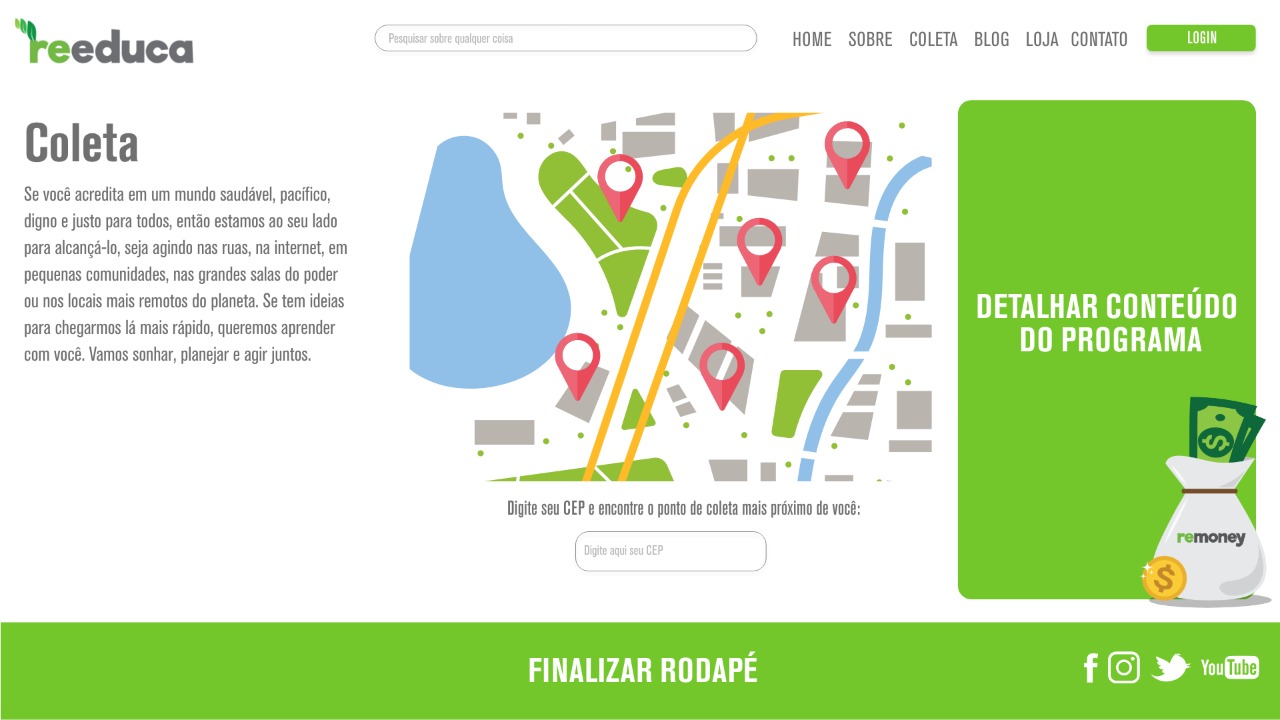 reeduca
Pesquisar sobre qualquer coisa
HOME SOBRE COLETA BLOG LOJA CONTATO
LOGIN
Coleta
Se você acredita em um mundo saudável, pacífico,
digno e justo para todos, então estamos ao seu lado
para alcançá-lo, seja agindo nas ruas, na internet, em
pequenas comunidades, nas grandes salas do poder
ou nos locais mais remotos do planeta. Se tem ideias
para chegarmos lá mais rápido, queremos aprender
com você. Vamos sonhar, planejar e agir juntos.
Digite seu CEP e encontre o ponto de coleta mais próximo de você:
Digite aqui seu CEP
DETALHAR CONTEÚDO
DO PROGRAMA
$
remoney
$
FINALIZAR RODAPÉ
f
YouTube